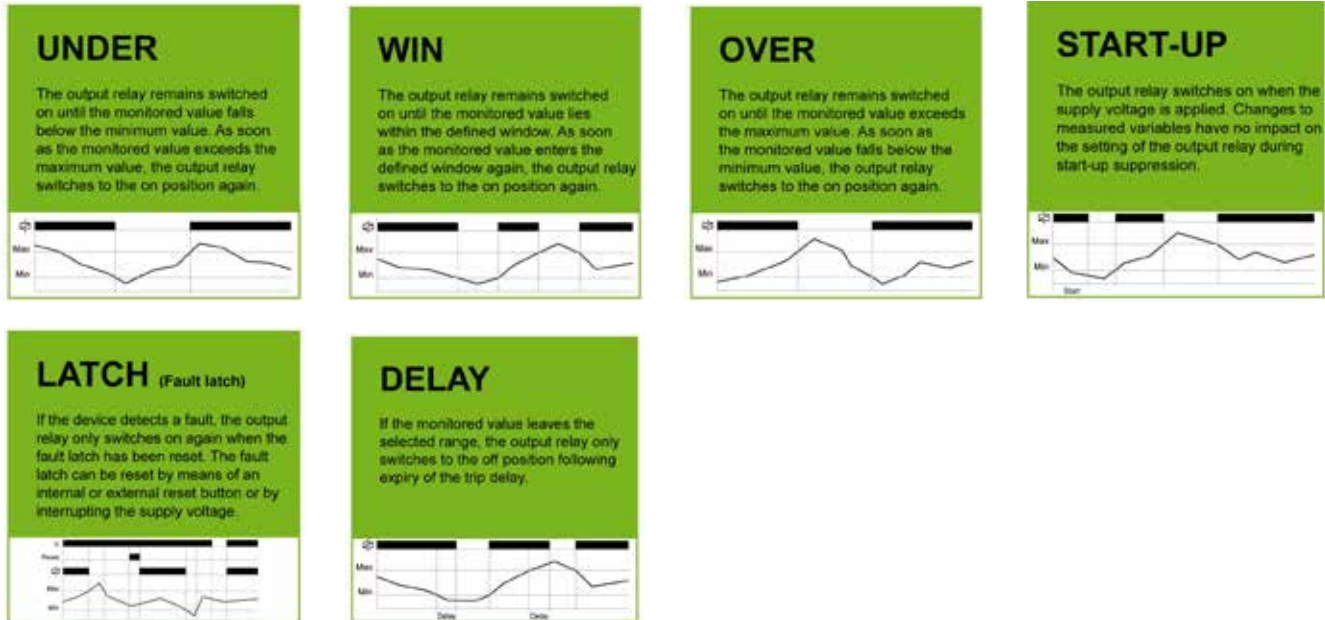 UNDER
The output relay remains switched
on until the monitored value falls
below the minimum value. As soon
as the monitored value exceeds the
maximum value, the output relay
switches to the on position again.
Max
Min
WIN
The output relay remains switched
on until the monitored value lies
within the defined window. As soon
as the monitored value enters the
defined window again, the output relay
switches to the on position again.
Max
Min
OVER
The output relay remains switched
on until the monitored value exceeds
the maximum value. As soon as
the monitored value falls below the
minimum value, the output relay
switches to the on position again.
Max
Min
START-UP
The output relay switches on when the
supply voltage is applied. Changes to
measured variables have no impact on
the setting of the output relay during
start-up suppression.
Max
Min
Start
LATCH (Fault latch)
If the device detects a fault, the output
relay only switches on again when the
fault latch has been reset. The fault
latch can be reset by means of an
internal or external reset button or by
interrupting the supply voltage.
Max
Min
DELAY
If the monitored value leaves the
selected range, the output relay only
switches to the off position following
expiry of the trip delay.
Max
Min
Delay Delay